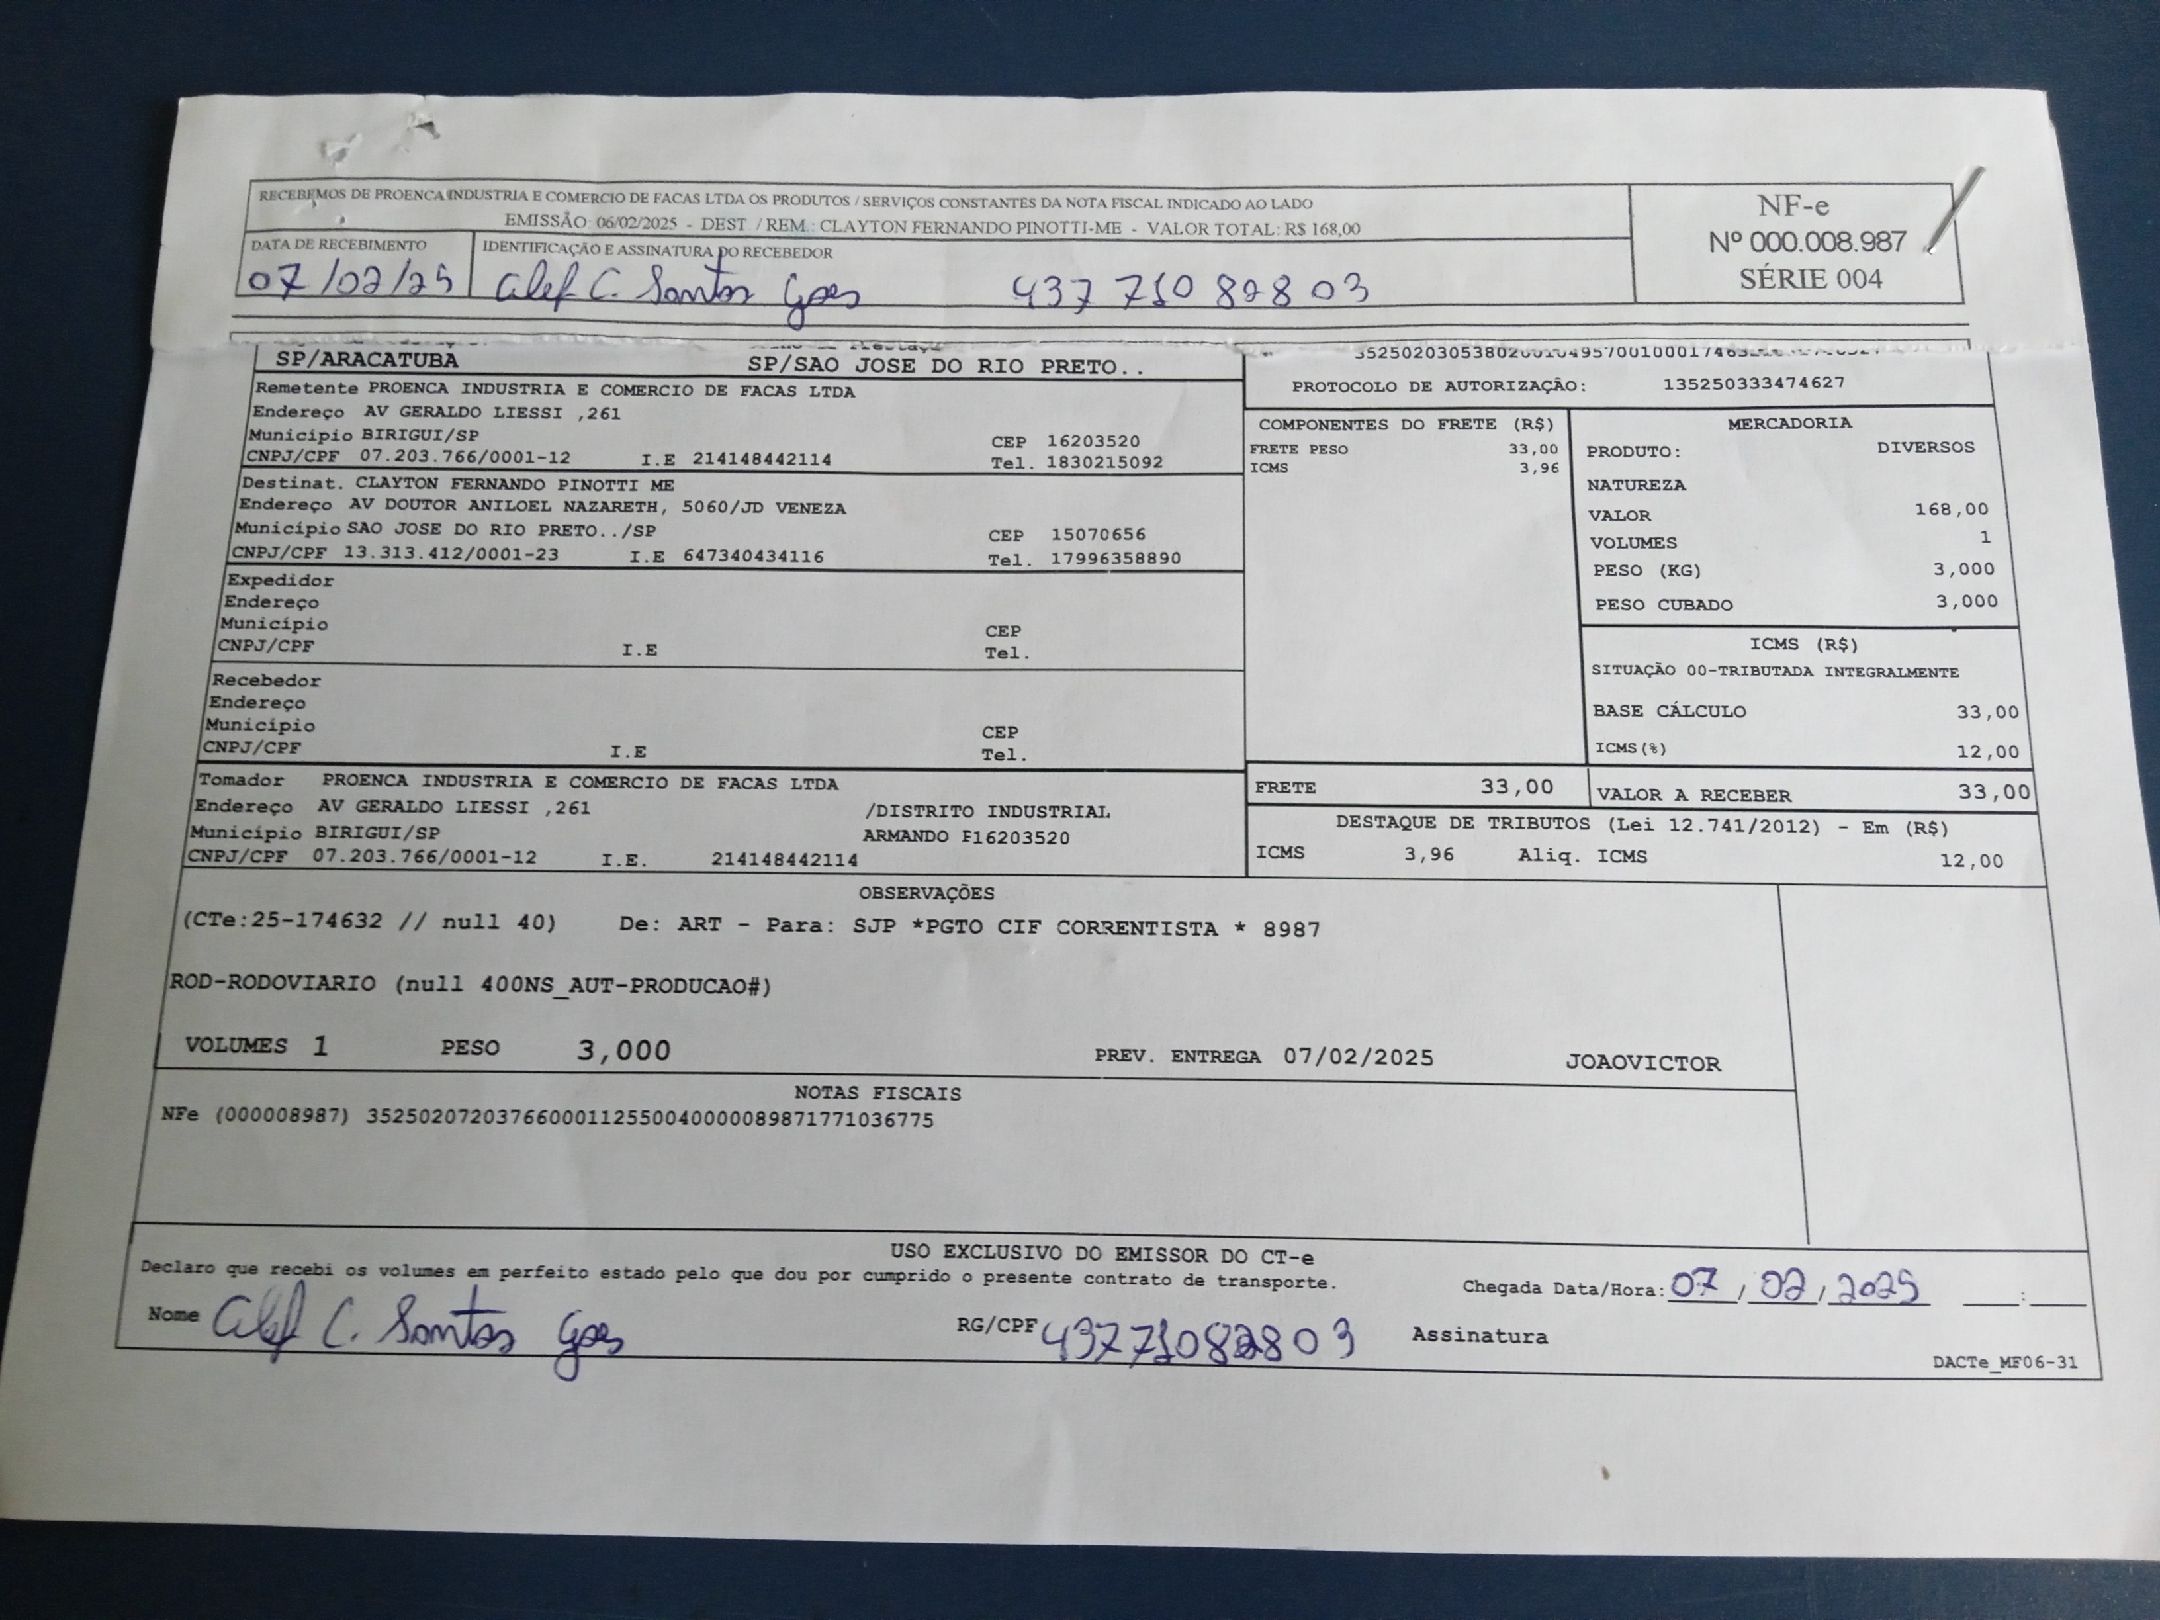 RECEBEMOS DE PROENCA INDUSTRIA E COMERCIO DE FACAS LTDA OS PRODUTOS / SERVIÇOS CONSTANTES DA NOTA FISCAL INDICADO AO LADO
EMISSÃO: 06/02/2025 - DEST. / REM.: CLAYTON FERNANDO PINOTTI-ME - VALOR TOTAL: R$ 168,00
DATA DE RECEBIMENTO
07/02/25
IDENTIFICAÇÃO E ASSINATURA DO RECEBEDOR
Alef C. Santos Goes 437 710 828 03
NF-e
Nº 000.008.987
SÉRIE 004
SP/ARACATUBA SP/SAO JOSE DO RIO PRETO..
Remetente PROENCA INDUSTRIA E COMERCIO DE FACAS LTDA
Endereço AV GERALDO LIESSI ,261
Município BIRIGUI/SP CEP 16203520
CNPJ/CPF 07.203.766/0001-12 I.E 214148442114 Tel. 1830215092
Destinat. CLAYTON FERNANDO PINOTTI ME
Endereço AV DOUTOR ANILOEL NAZARETH, 5060/JD VENEZA
Município SAO JOSE DO RIO PRETO../SP CEP 15070656
CNPJ/CPF 13.313.412/0001-23 I.E 647340434116 Tel. 17996358890
Expedidor
Endereço
Município CEP
CNPJ/CPF I.E Tel.
Recebedor
Endereço
Município CEP
CNPJ/CPF I.E Tel.
Tomador PROENCA INDUSTRIA E COMERCIO DE FACAS LTDA
Endereço AV GERALDO LIESSI ,261 /DISTRITO INDUSTRIAL
Município BIRIGUI/SP ARMANDO F16203520
CNPJ/CPF 07.203.766/0001-12 I.E. 214148442114
PROTOCOLO DE AUTORIZAÇÃO: 135250333474627
COMPONENTES DO FRETE (R$)
FRETE PESO 33,00
ICMS 3,96
MERCADORIA
PRODUTO: DIVERSOS
NATUREZA
VALOR 168,00
VOLUMES 1
PESO (KG) 3,000
PESO CUBADO 3,000
ICMS (R$)
SITUAÇÃO 00-TRIBUTADA INTEGRALMENTE
BASE CÁLCULO 33,00
ICMS(%) 12,00
FRETE 33,00 VALOR A RECEBER 33,00
DESTAQUE DE TRIBUTOS (Lei 12.741/2012) - Em (R$)
ICMS 3,96 Aliq. ICMS 12,00
OBSERVAÇÕES
(CTe:25-174632 // null 40) De: ART - Para: SJP *PGTO CIF CORRENTISTA * 8987
ROD-RODOVIARIO (null 400NS_AUT-PRODUCAO#)
VOLUMES 1 PESO 3,000 PREV. ENTREGA 07/02/2025 JOAOVICTOR
NOTAS FISCAIS
NFe (000008987) 35250207203766000112550040000089871771036775
USO EXCLUSIVO DO EMISSOR DO CT-e
Declaro que recebi os volumes em perfeito estado pelo que dou por cumprido o presente contrato de transporte.
Chegada Data/Hora: 07/02/2025 ___:___
Nome Alef C. Santos Goes RG/CPF 43771082803 Assinatura
DACTe_MF06-31